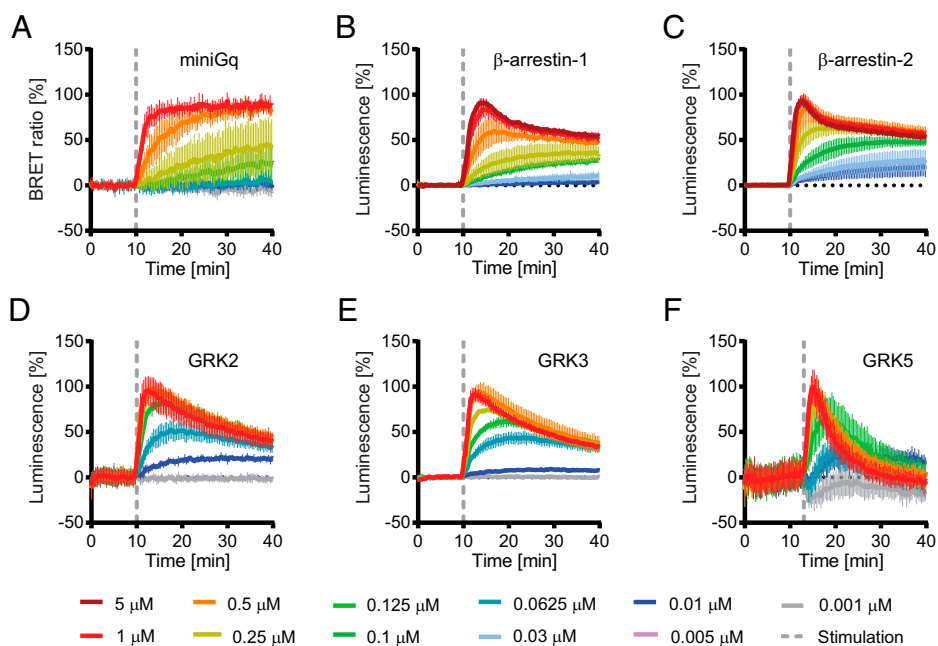 A
miniGq
BRET ratio [%]
150
100
50
0
-50
0 10 20 30 40
Time [min]
B
β-arrestin-1
Luminescence [%]
150
100
50
0
-50
0 10 20 30 40
Time [min]
C
β-arrestin-2
Luminescence [%]
150
100
50
0
-50
0 10 20 30 40
Time [min]
D
GRK2
Luminescence [%]
150
100
50
0
-50
0 10 20 30 40
Time [min]
E
GRK3
Luminescence [%]
150
100
50
0
-50
0 10 20 30 40
Time [min]
F
GRK5
Luminescence [%]
150
100
50
0
-50
0 10 20 30 40
Time [min]
5 μM 0.5 μM 0.125 μM 0.0625 μM 0.01 μM 0.001 μM
1 μM 0.25 μM 0.1 μM 0.03 μM 0.005 μM Stimulation